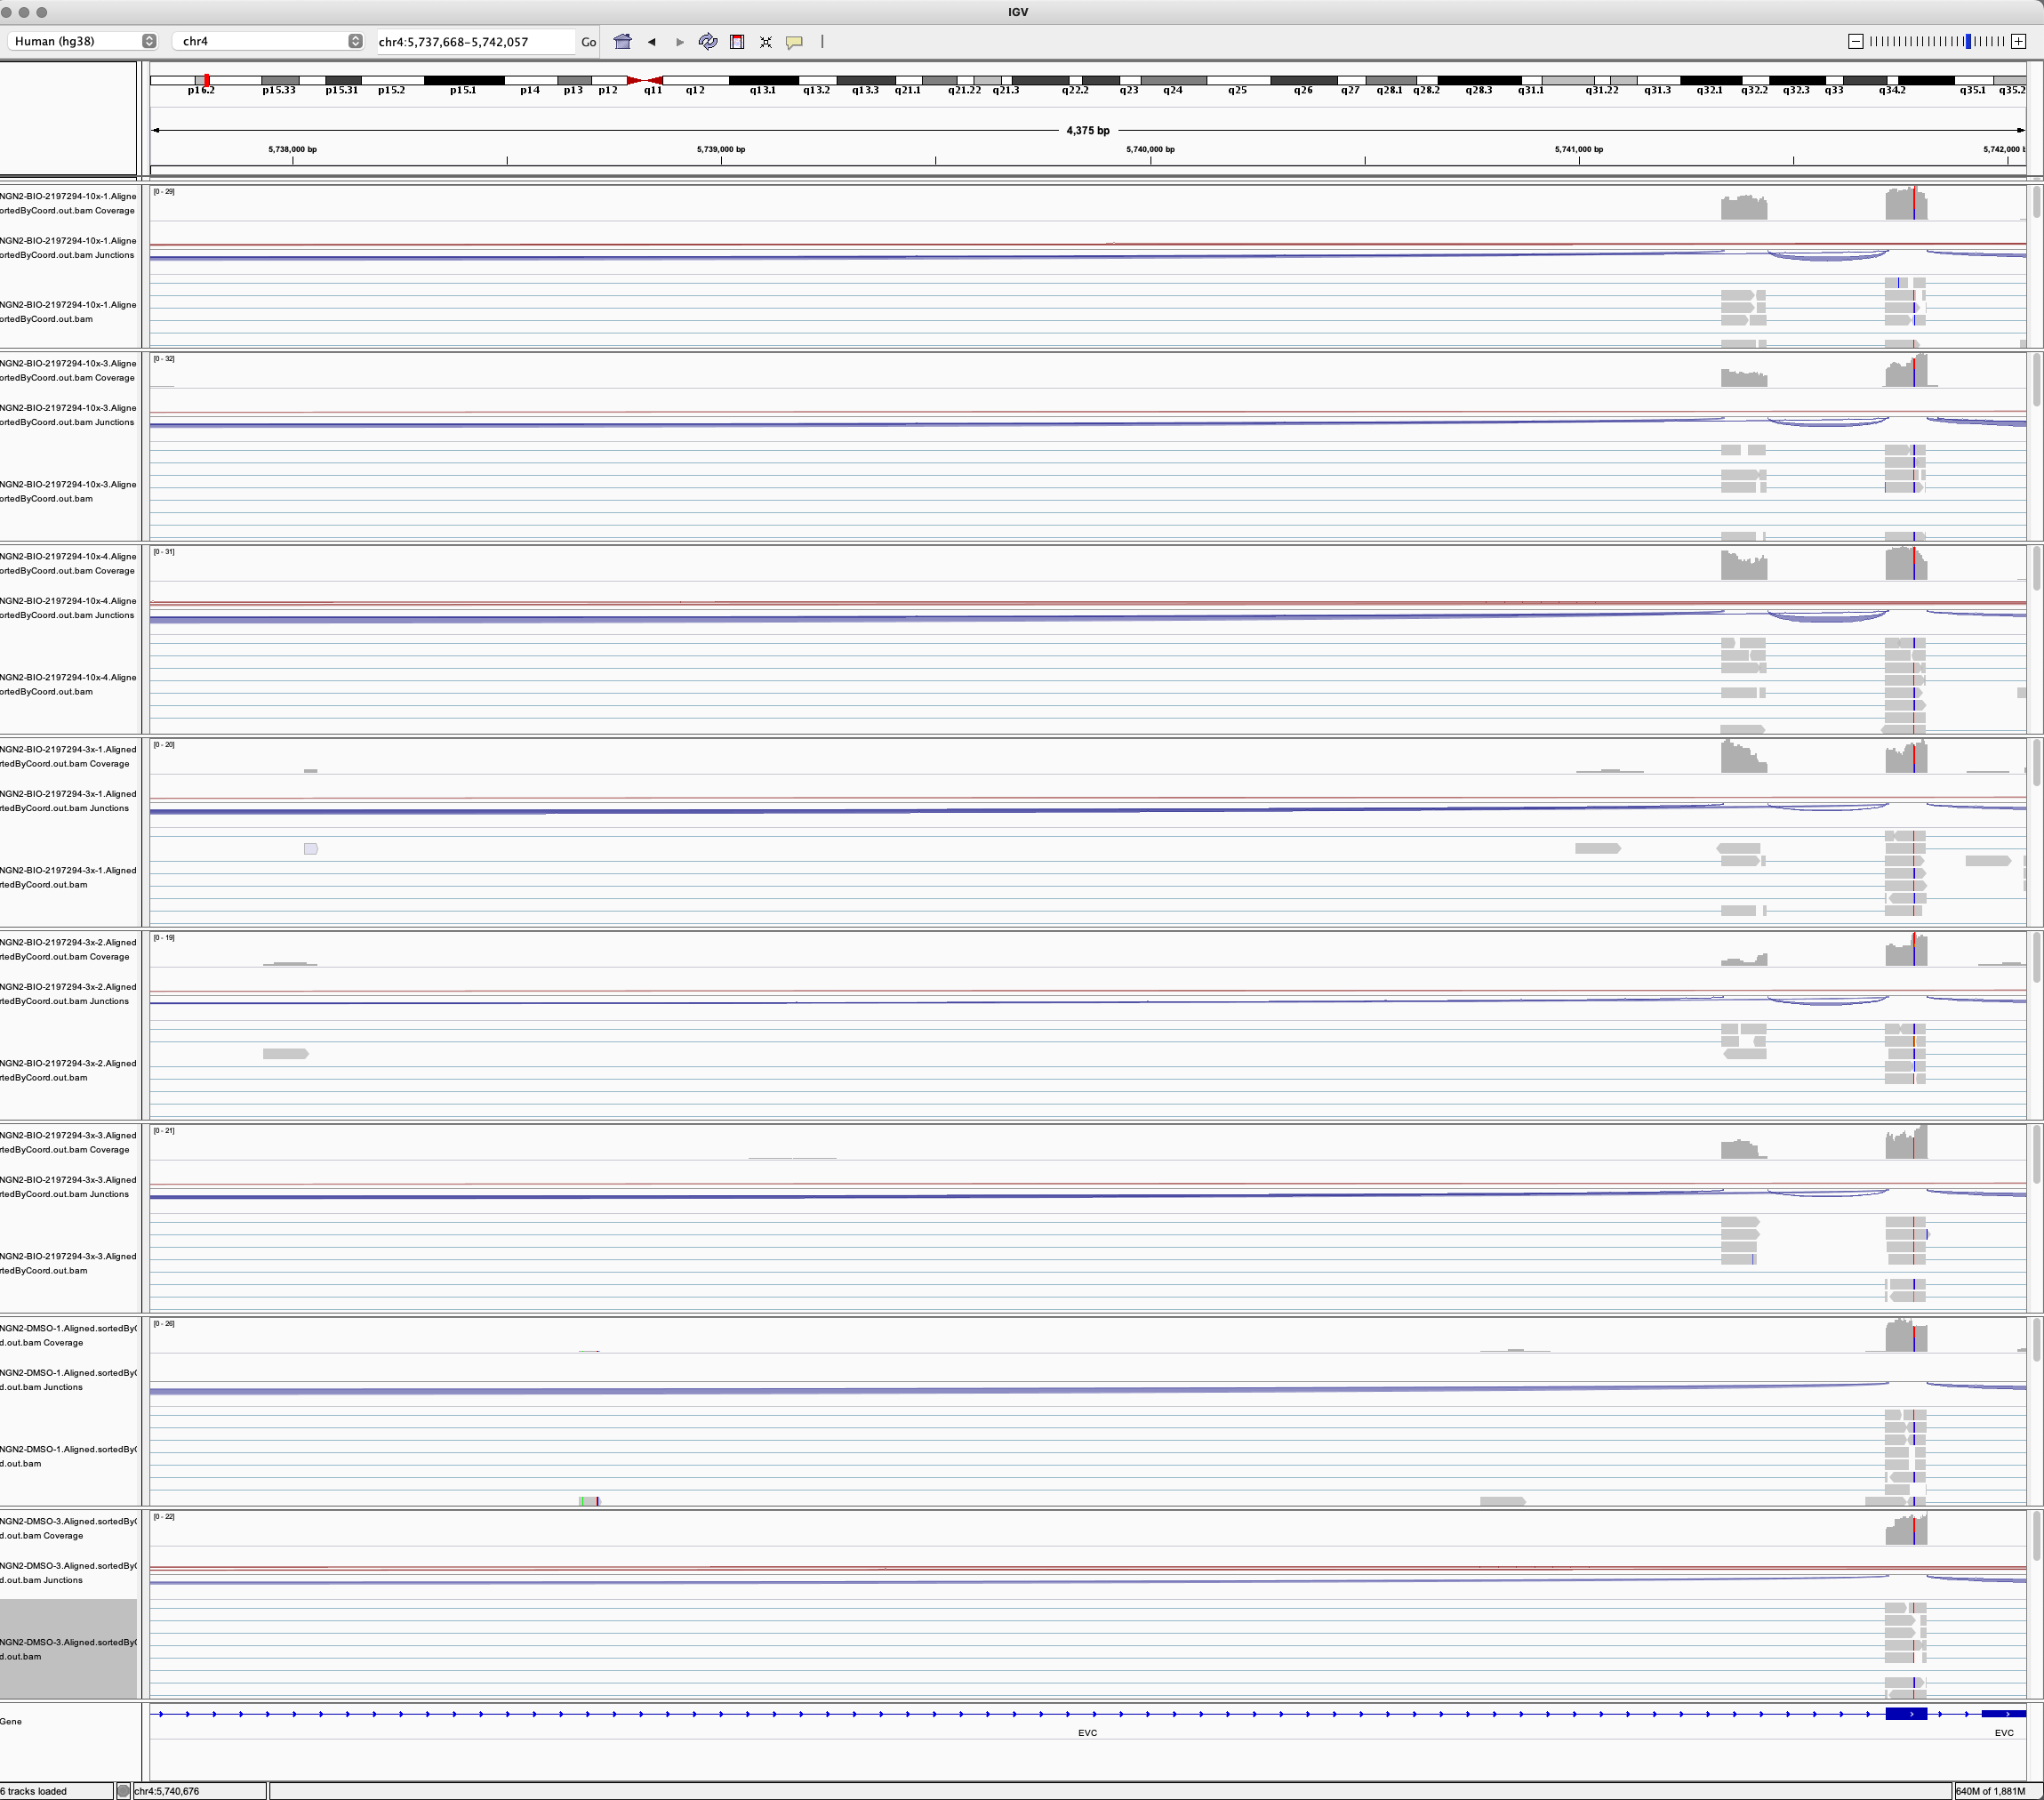 IGV
Human (hg38) chr4 chr4:5,737,668-5,742,057 Go
p16.2 p15.33 p15.31 p15.2 p15.1 p14 p13 p12 q11 q12 q13.1 q13.2 q13.3 q21.1 q21.22 q21.3 q22.2 q23 q24 q25 q26 q27 q28.1 q28.2 q28.3 q31.1 q31.22 q31.3 q32.1 q32.2 q32.3 q33 q34.2 q35.1 q35.2
4,375 bp
5,738,000 bp 5,739,000 bp 5,740,000 bp 5,741,000 bp 5,742,000 b
NGN2-BIO-2197294-10x-1.Aligne [0 - 29]
ortedByCoord.out.bam Coverage
NGN2-BIO-2197294-10x-1.Aligne
ortedByCoord.out.bam Junctions
NGN2-BIO-2197294-10x-1.Aligne
ortedByCoord.out.bam
NGN2-BIO-2197294-10x-3.Aligne [0 - 32]
ortedByCoord.out.bam Coverage
NGN2-BIO-2197294-10x-3.Aligne
ortedByCoord.out.bam Junctions
NGN2-BIO-2197294-10x-3.Aligne
ortedByCoord.out.bam
NGN2-BIO-2197294-10x-4.Aligne [0 - 31]
ortedByCoord.out.bam Coverage
NGN2-BIO-2197294-10x-4.Aligne
ortedByCoord.out.bam Junctions
NGN2-BIO-2197294-10x-4.Aligne
ortedByCoord.out.bam
NGN2-BIO-2197294-3x-1.Aligned [0 - 20]
ortedByCoord.out.bam Coverage
NGN2-BIO-2197294-3x-1.Aligned
rtedByCoord.out.bam Junctions
NGN2-BIO-2197294-3x-1.Aligned
rtedByCoord.out.bam
NGN2-BIO-2197294-3x-2.Aligned [0 - 19]
rtedByCoord.out.bam Coverage
NGN2-BIO-2197294-3x-2.Aligned
rtedByCoord.out.bam Junctions
NGN2-BIO-2197294-3x-2.Aligned
rtedByCoord.out.bam
NGN2-BIO-2197294-3x-3.Aligned [0 - 21]
rtedByCoord.out.bam Coverage
NGN2-BIO-2197294-3x-3.Aligned
rtedByCoord.out.bam Junctions
NGN2-BIO-2197294-3x-3.Aligned
rtedByCoord.out.bam
NGN2-DMSO-1.Aligned.sortedByC [0 - 26]
d.out.bam Coverage
NGN2-DMSO-1.Aligned.sortedByC
d.out.bam Junctions
NGN2-DMSO-1.Aligned.sortedByC
d.out.bam
NGN2-DMSO-3.Aligned.sortedByC [0 - 22]
d.out.bam Coverage
NGN2-DMSO-3.Aligned.sortedByC
d.out.bam Junctions
NGN2-DMSO-3.Aligned.sortedByC
d.out.bam
Gene
EVC EVC
6 tracks loaded chr4:5,740,676 640M of 1,881M